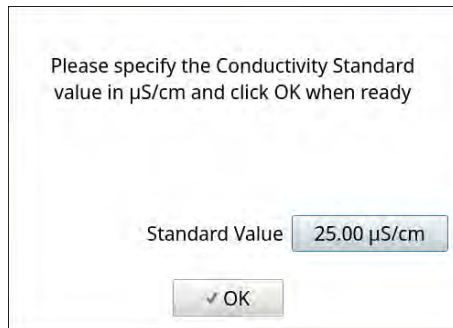 Please specify the Conductivity Standard
value in µS/cm and click OK when ready
Standard Value 25.00 µS/cm
✓ OK